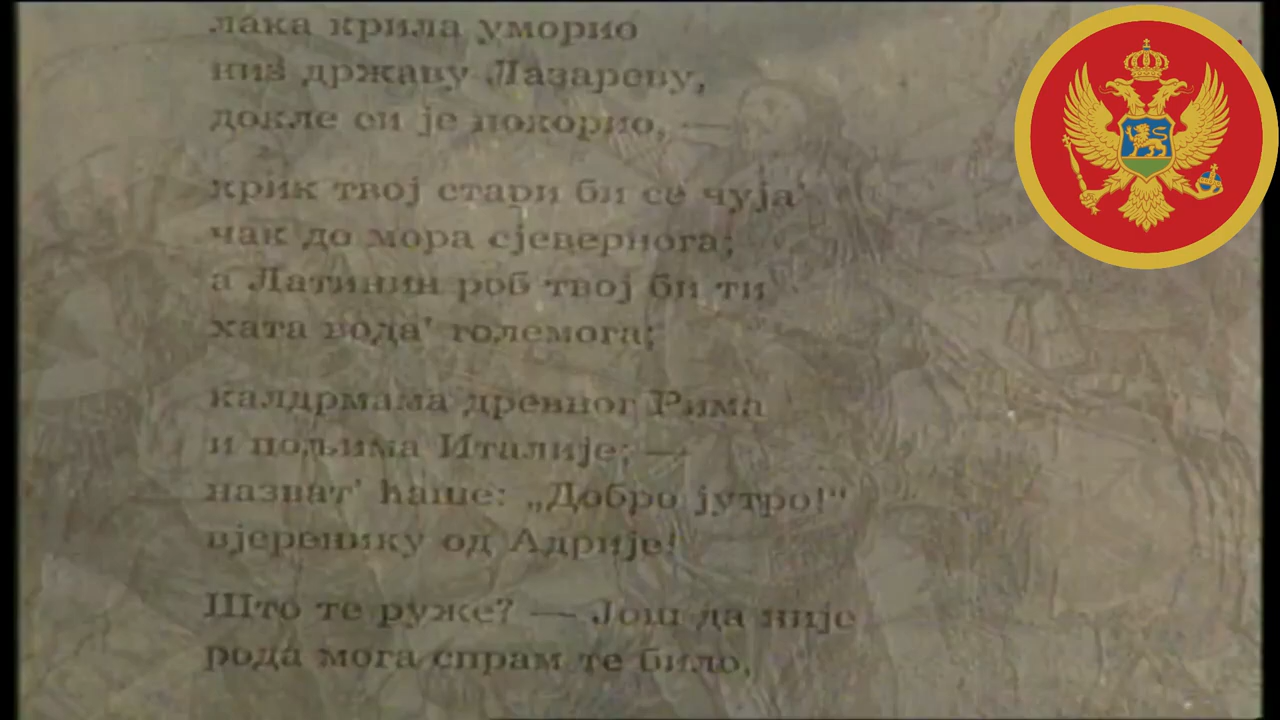 лака крила уморио
низ државу Лазареву,
докле си је покорио, —
крик твој стари би се чуја'
чак до мора сјевернога;
а Латинин роб твој би ти
хата вода' големога;
калдрмама древног Рима
и пољима Италије; —
назват' ћаше: „Добро јутро!“
вјеренику од Адрије!
Што те руже? — Још да није
рода мога спрам те било,